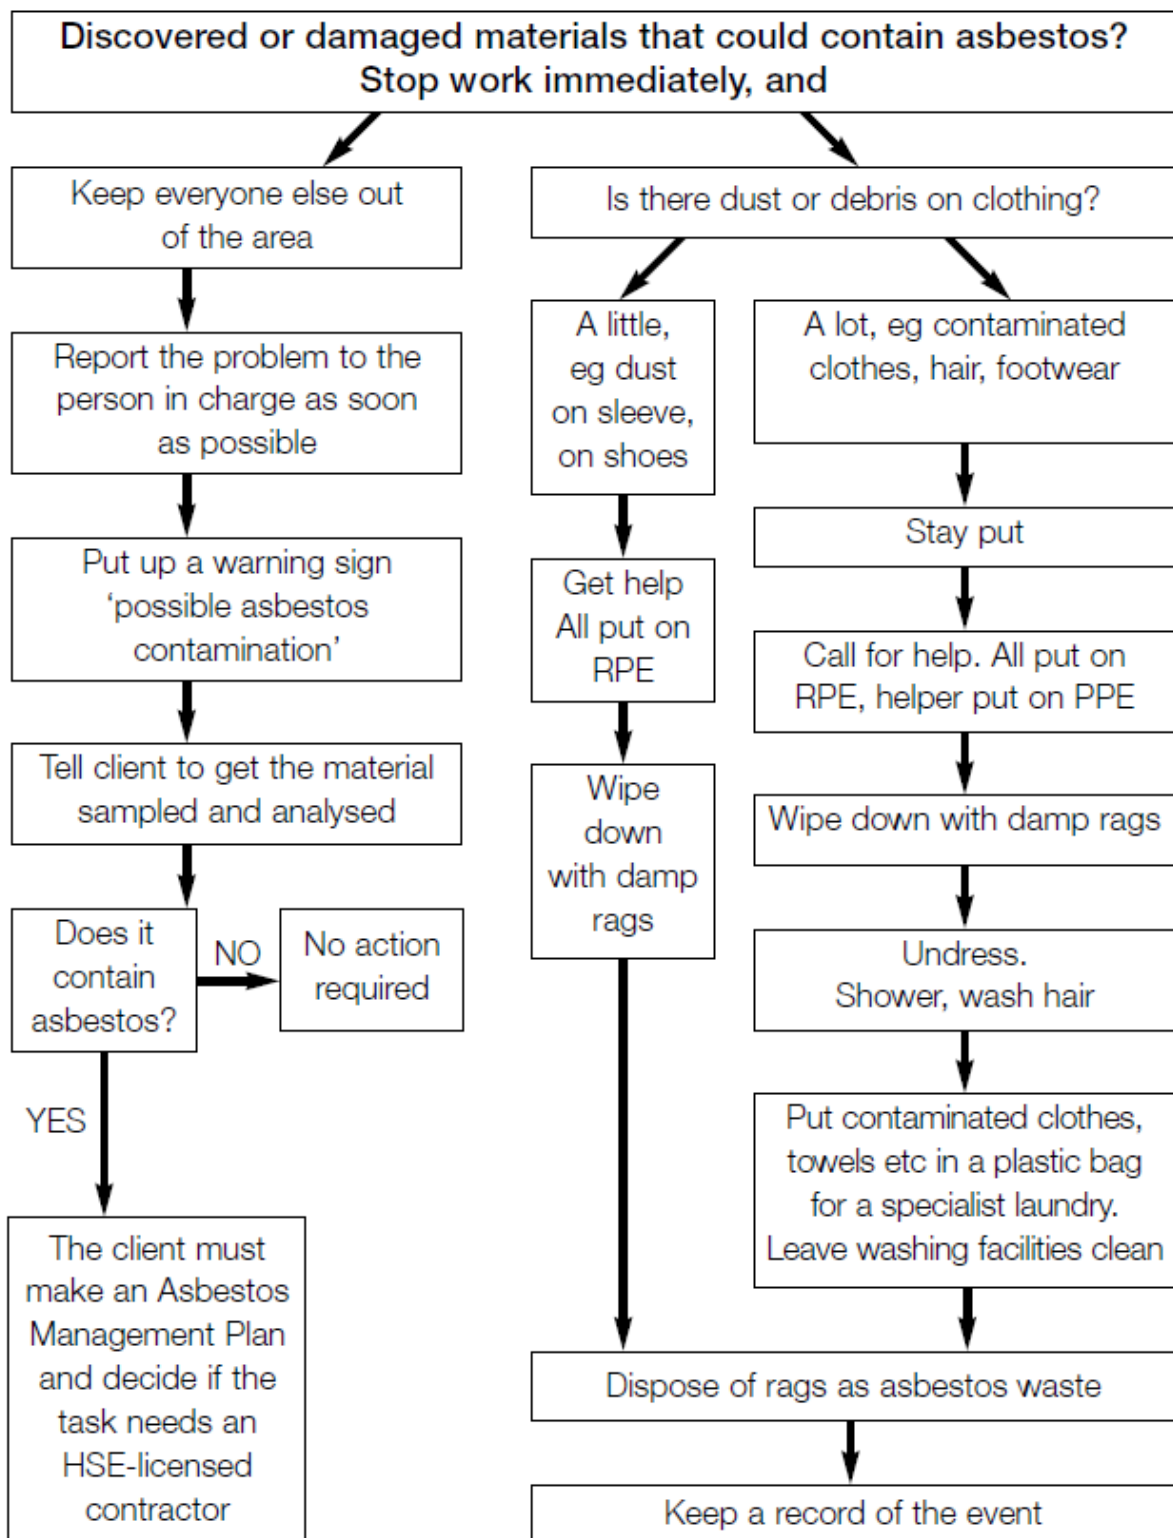 Discovered or damaged materials that could contain asbestos?
Stop work immediately, and
Keep everyone else out
of the area
Report the problem to the
person in charge as soon
as possible
Put up a warning sign
‘possible asbestos
contamination’
Tell client to get the material
sampled and analysed
Does it
contain
asbestos?
NO
No action
required
YES
The client must
make an Asbestos
Management Plan
and decide if the
task needs an
HSE-licensed
contractor
Is there dust or debris on clothing?
A little,
eg dust
on sleeve,
on shoes
Get help
All put on
RPE
Wipe
down
with damp
rags
A lot, eg contaminated
clothes, hair, footwear
Stay put
Call for help. All put on
RPE, helper put on PPE
Wipe down with damp rags
Undress.
Shower, wash hair
Put contaminated clothes,
towels etc in a plastic bag
for a specialist laundry.
Leave washing facilities clean
Dispose of rags as asbestos waste
Keep a record of the event